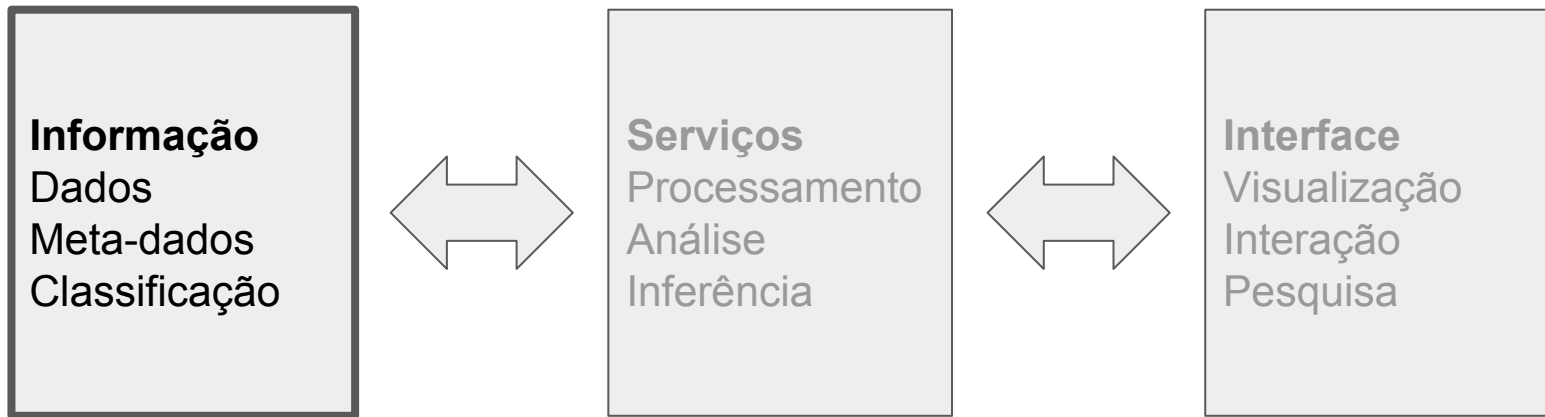 Informação
Dados
Meta-dados
Classificação
Serviços
Processamento
Análise
Inferência
Interface
Visualização
Interação
Pesquisa